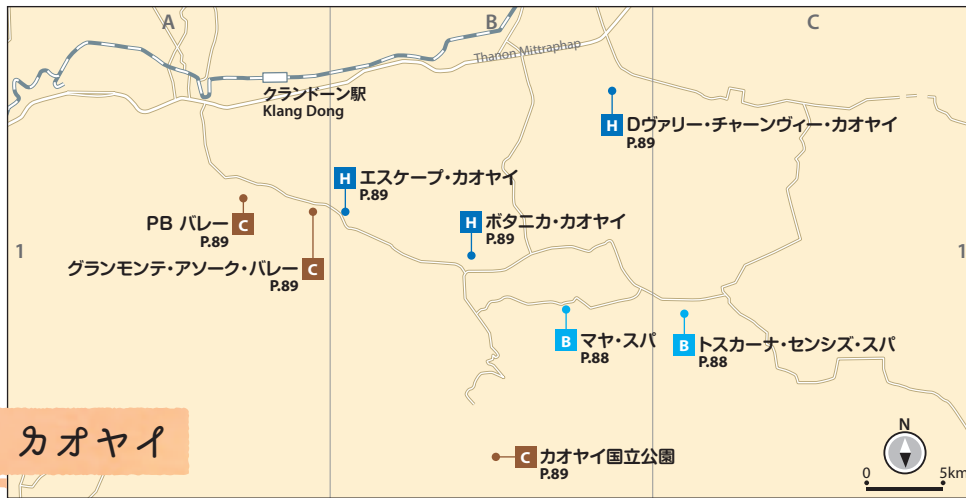 A
B
C
Thanon Mittraphap
クランドーン駅
Klang Dong
H Dヴァリー・チャーンヴィー・カオヤイ
P.89
H エスケープ・カオヤイ
P.89
PB バレー C
P.89
H ボタニカ・カオヤイ
P.89
1
1
グランモンテ・アソーク・バレー C
P.89
B マヤ・スパ
P.88
B トスカーナ・センシズ・スパ
P.88
カオヤイ
C カオヤイ国立公園
P.89
N
0 5km